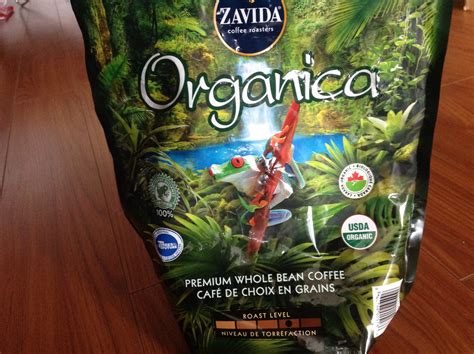 ZAVIDA
coffee roasters
Organica
100%
USDA
ORGANIC
PREMIUM WHOLE BEAN COFFEE
CAFÉ DE CHOIX EN GRAINS
ROAST LEVEL
NIVEAU DE TORRÉFACTION